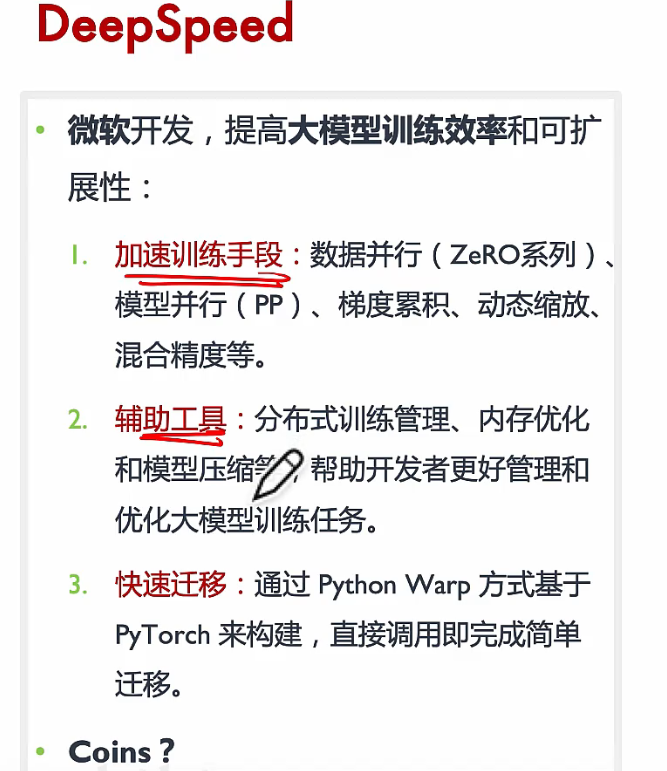 DeepSpeed
• 微软开发，提高大模型训练效率和可扩
展性：
1. 加速训练手段：数据并行（ZeRO系列）、
模型并行（PP）、梯度累积、动态缩放、
混合精度等。
2. 辅助工具：分布式训练管理、内存优化
和模型压缩等，帮助开发者更好管理和
优化大模型训练任务。
3. 快速迁移：通过 Python Warp 方式基于
PyTorch 来构建，直接调用即完成简单
迁移。
• Coins？